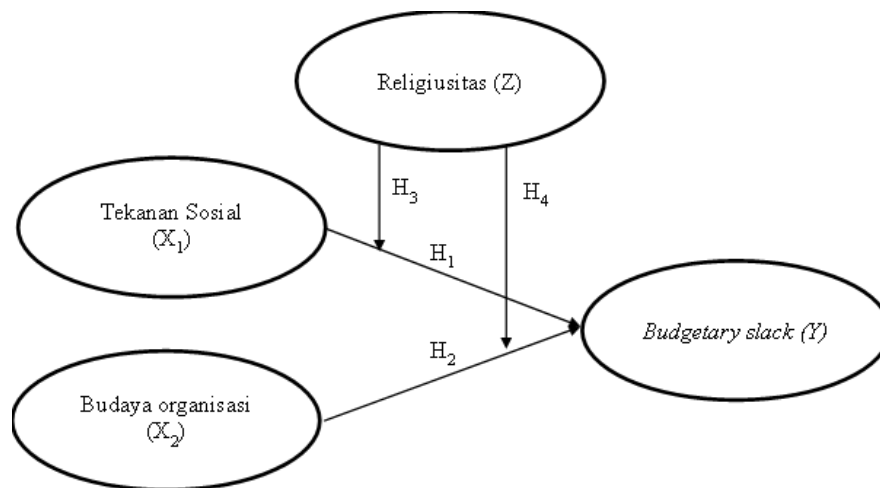 Religiusitas (Z)
H3
H4
Tekanan Sosial
(X1)
H1
Budgetary slack (Y)
H2
Budaya organisasi
(X2)